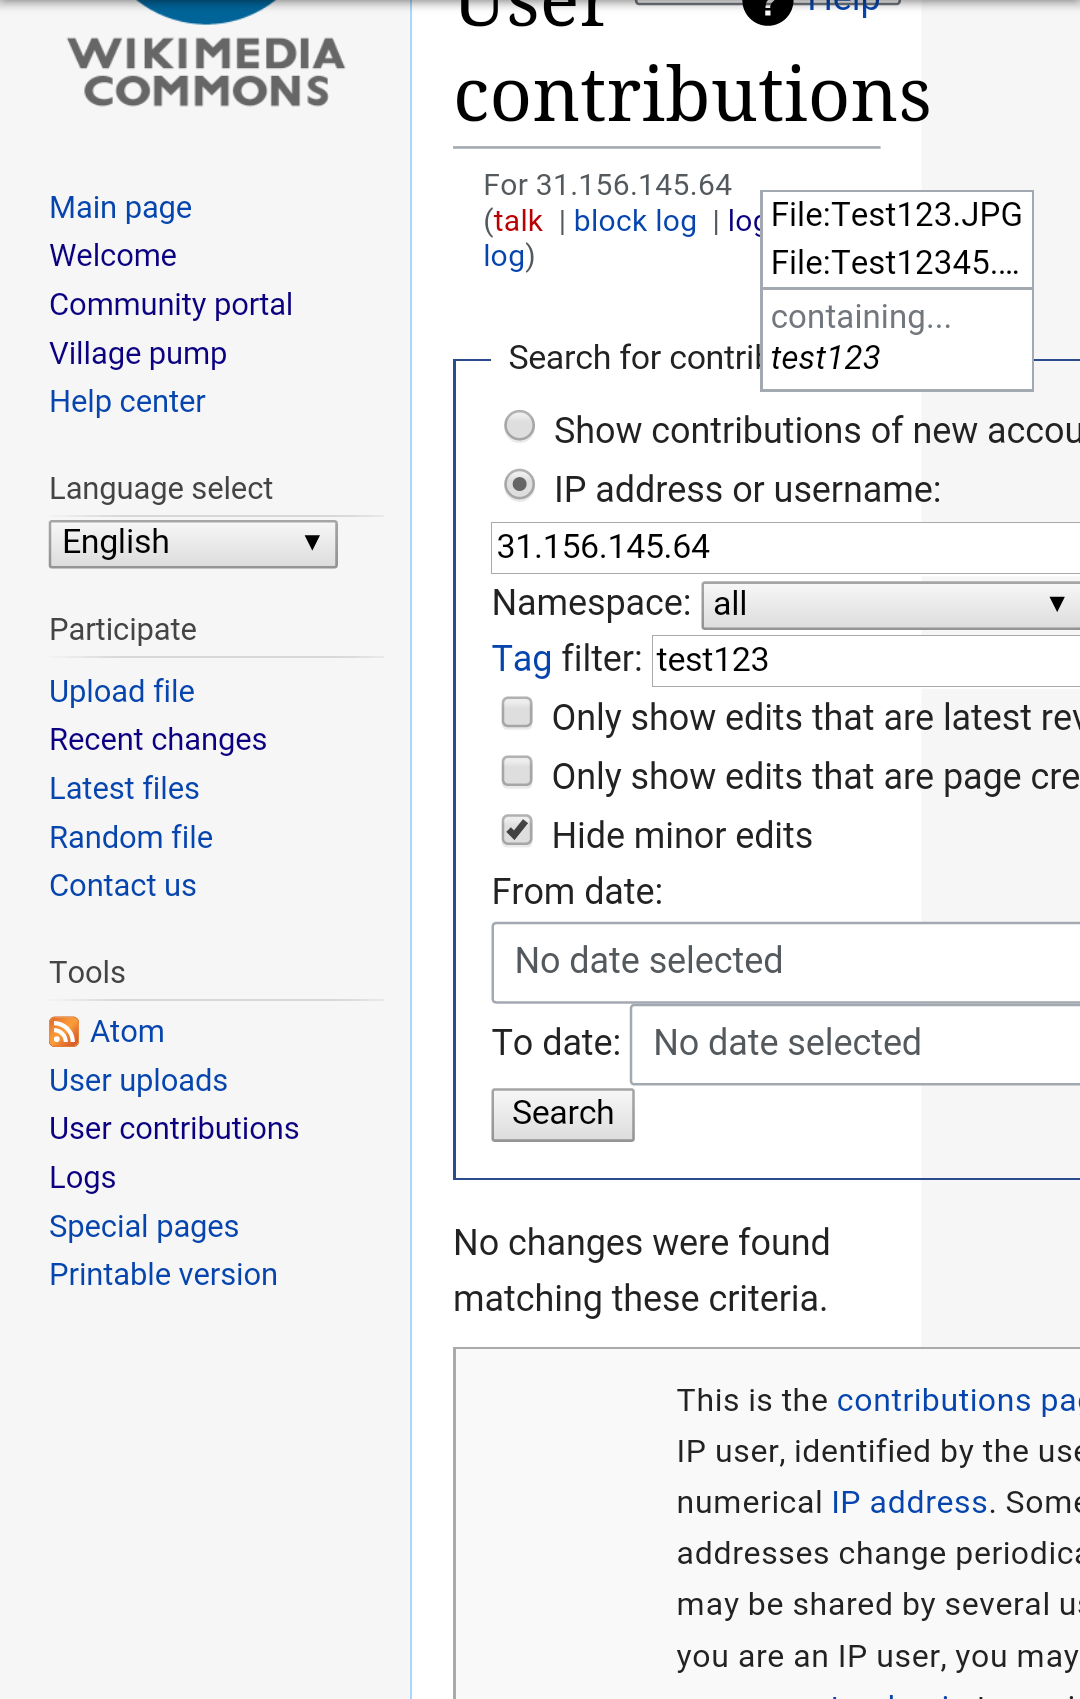 WIKIMEDIA
COMMONS
Main page
Welcome
Community portal
Village pump
Help center
Language select
English
Participate
Upload file
Recent changes
Latest files
Random file
Contact us
Tools
Atom
User uploads
User contributions
Logs
Special pages
Printable version
User
? Help
contributions
For 31.156.145.64
(talk | block log | log
log)
File:Test123.JPG
File:Test12345....
containing...
test123
Search for contri
Show contributions of new accou
IP address or username:
31.156.145.64
Namespace: all
Tag filter: test123
Only show edits that are latest rev
Only show edits that are page cre
Hide minor edits
From date:
No date selected
To date: No date selected
Search
No changes were found
matching these criteria.
This is the contributions pa
IP user, identified by the use
numerical IP address. Some
addresses change periodica
may be shared by several us
you are an IP user, you may